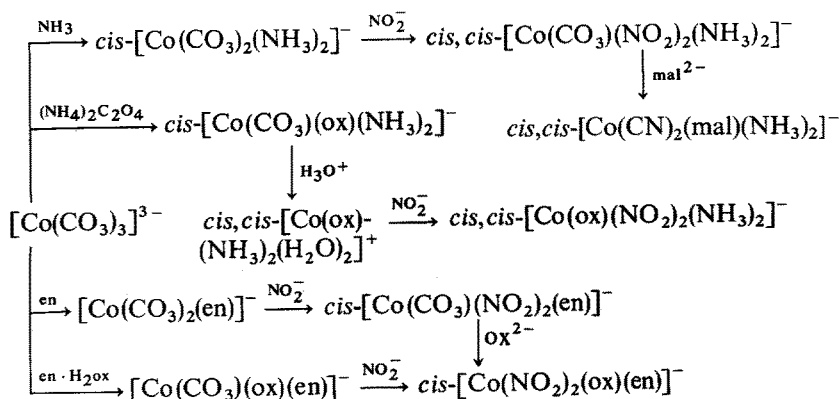 NH3 cis-[Co(CO₃)₂(NH₃)₂]⁻ NO₂⁻ cis, cis-[Co(CO₃)(NO₂)₂(NH₃)₂]⁻
mal²⁻
(NH4)₂C₂O₄ cis-[Co(CO₃)(ox)(NH₃)₂]⁻ cis,cis-[Co(CN)₂(mal)(NH₃)₂]⁻
H₃O⁺
[Co(CO₃)₃]³⁻ cis,cis-[Co(ox)- NO₂⁻ cis,cis-[Co(ox)(NO₂)₂(NH₃)₂]⁻
(NH₃)₂(H₂O)₂]⁺
en [Co(CO₃)₂(en)]⁻ NO₂⁻ cis-[Co(CO₃)(NO₂)₂(en)]⁻
ox²⁻
en · H₂ox [Co(CO₃)(ox)(en)]⁻ NO₂⁻ cis-[Co(NO₂)₂(ox)(en)]⁻